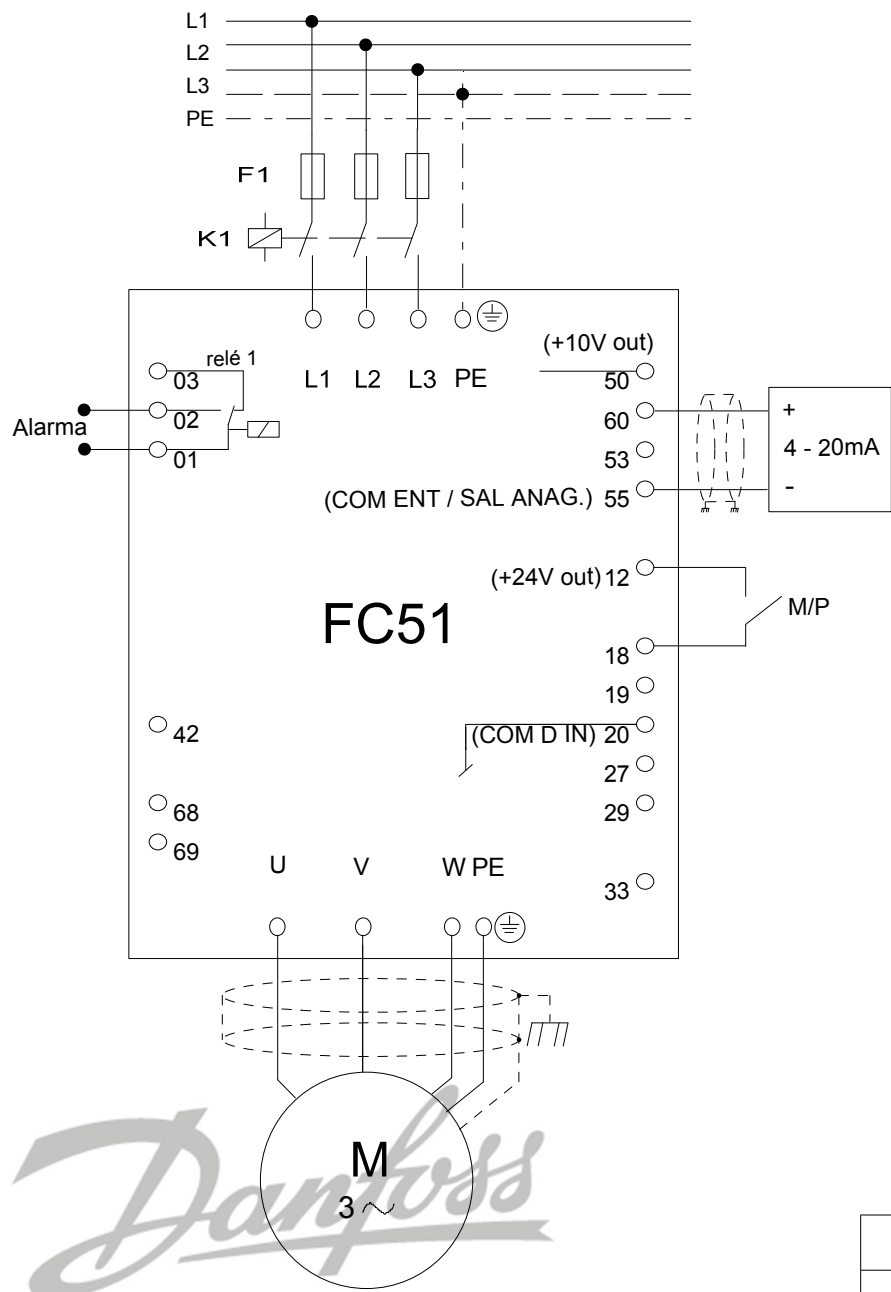 L1
L2
L3
PE
F1
K1
L1 L2 L3 PE
03 relé 1
02
01
Alarma
(+10V out)
50
60
53
(COM ENT / SAL ANAG.) 55
+
4 - 20mA
-
(+24V out) 12
M/P
18
19
(COM D IN) 20
27
29
33
FC51
42
68
69
U V W PE
M
3 ~
Danfoss